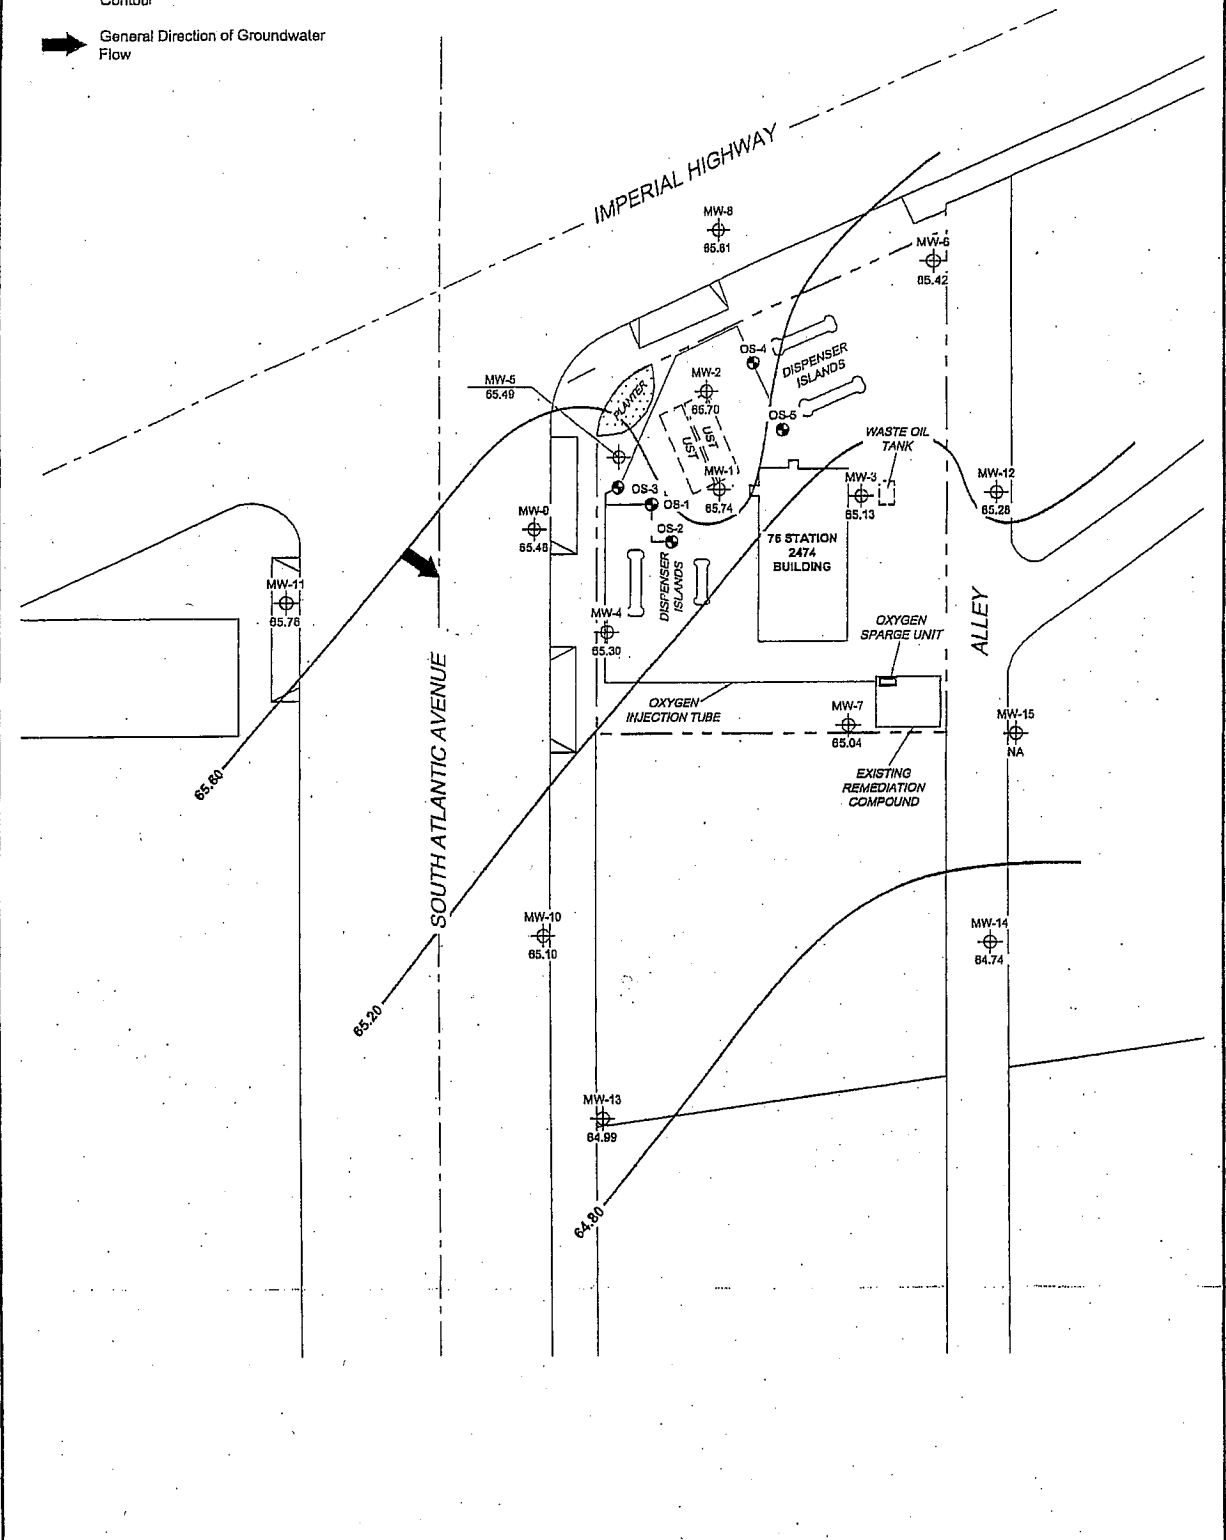 Contour
General Direction of Groundwater
Flow
IMPERIAL HIGHWAY
MW-8
65.61
MW-6
65.42
OS-4
DISPENSER
ISLANDS
MW-5
65.49
PLANTER
MW-2
65.70
OS-5
UST
UST
WASTE OIL
TANK
MW-1
65.74
MW-3
65.13
MW-12
65.28
OS-3
OS-1
MW-9
65.48
OS-2
76 STATION
2474
BUILDING
DISPENSER
ISLANDS
MW-11
65.76
MW-4
65.30
OXYGEN
SPARGE UNIT
ALLEY
OXYGEN
INJECTION TUBE
MW-7
65.04
MW-15
NA
65.60
SOUTH ATLANTIC AVENUE
EXISTING
REMEDIATION
COMPOUND
MW-10
65.10
MW-14
64.74
65.20
MW-13
64.99
64.80